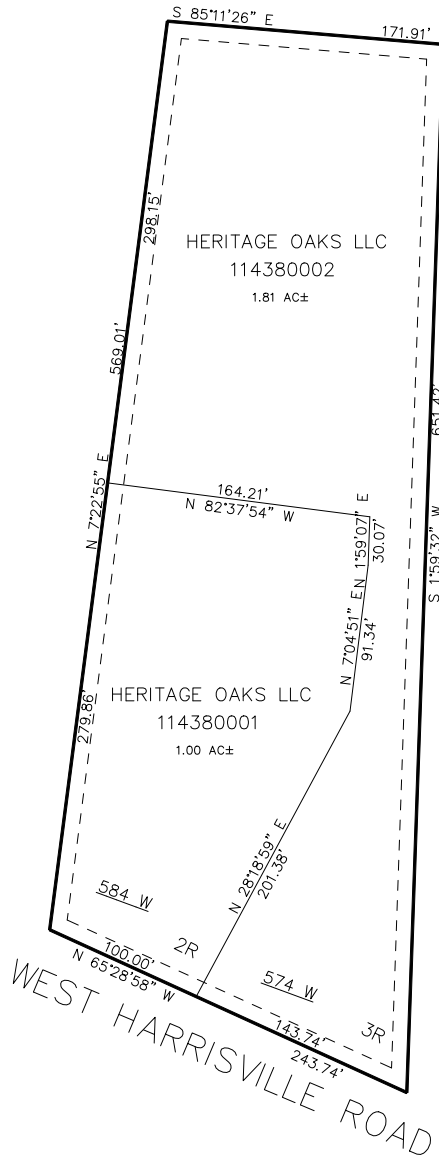 S 85°11'26" E
171.91'
298.15'
HERITAGE OAKS LLC
114380002
1.81 AC±
569.01'
651.42'
N 7°22'55" E
164.21'
N 82°37'54" W
N 1°59'07" E
30.07'
S 1°59'32" W
N 7°04'51" E
91.34'
HERITAGE OAKS LLC
114380001
1.00 AC±
279.86'
N 28°18'59" E
201.38'
584 W
2R
100.00'
N 65°28'58" W
574 W
3R
143.74'
243.74'
WEST HARRISVILLE ROAD